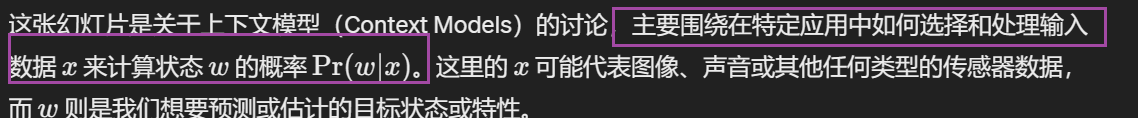 这张幻灯片是关于上下文模型（Context Models）的讨论，主要围绕在特定应用中如何选择和处理输入
数据 x 来计算状态 w 的概率 Pr(w|x)。这里的 x 可能代表图像、声音或其他任何类型的传感器数据，
而 w 则是我们想要预测或估计的目标状态或特性。